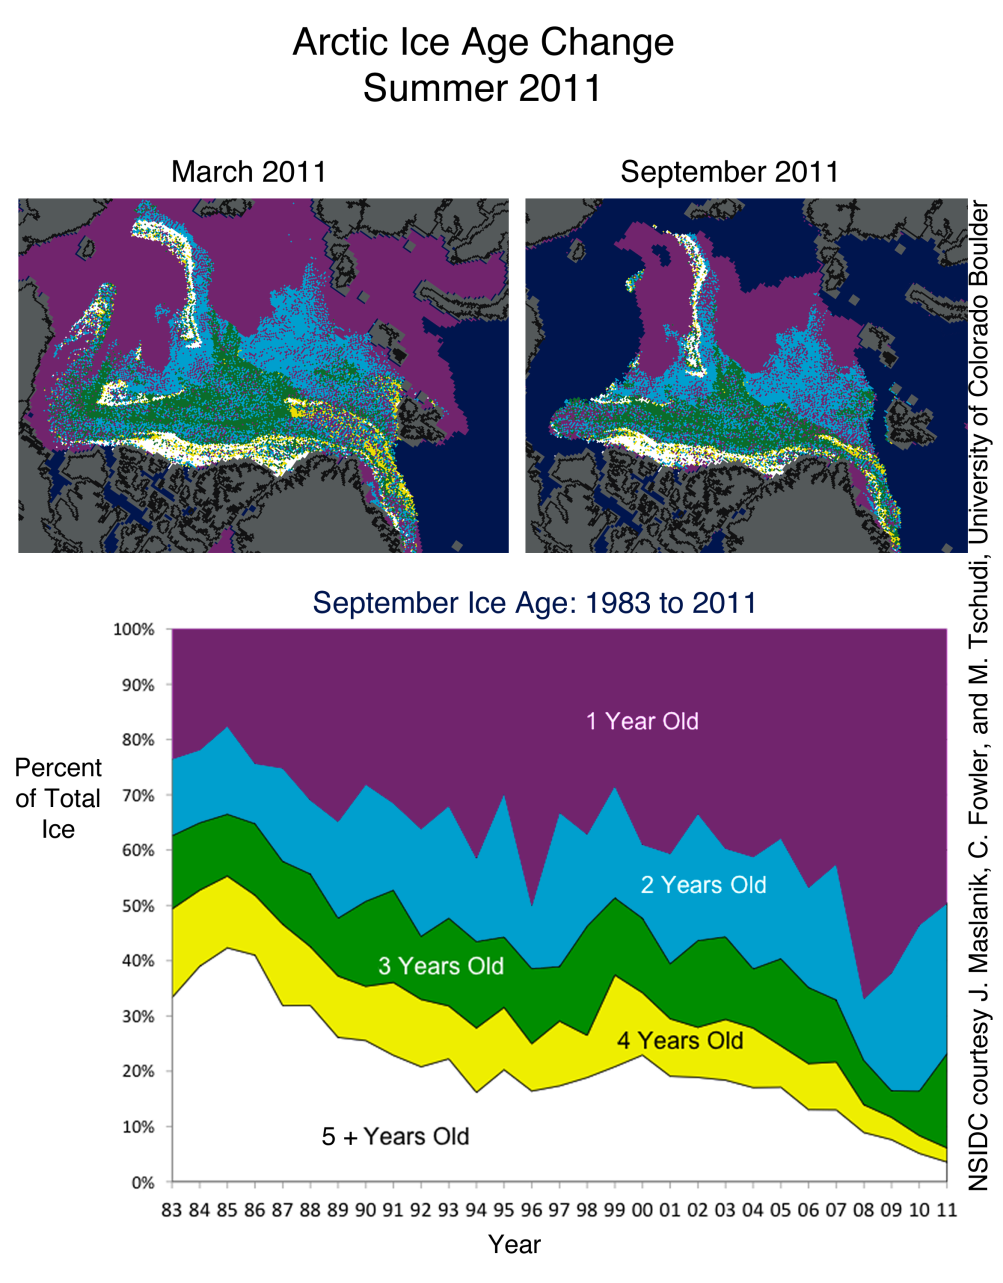 Arctic Ice Age Change
Summer 2011
March 2011
September 2011
NSIDC courtesy J. Maslanik, C. Fowler, and M. Tschudi, University of Colorado Boulder
September Ice Age: 1983 to 2011
Percent
of Total
Ice
100%
90%
80%
70%
60%
50%
40%
30%
20%
10%
0%
1 Year Old
2 Years Old
3 Years Old
4 Years Old
5 + Years Old
83 84 85 86 87 88 89 90 91 92 93 94 95 96 97 98 99 00 01 02 03 04 05 06 07 08 09 10 11
Year